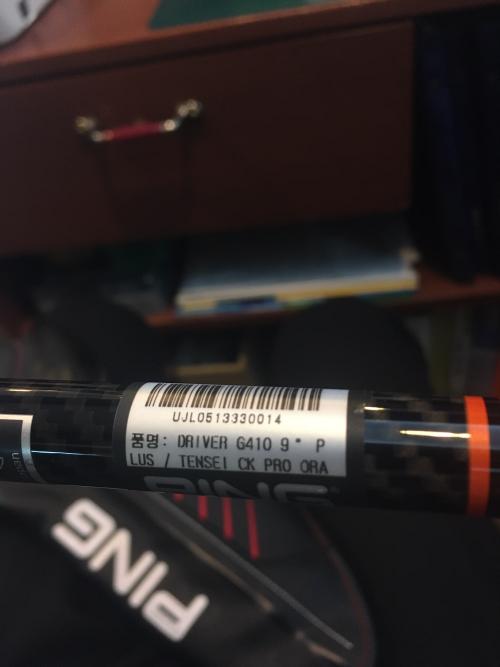 UJL0513330014
품명: DRIVER G410 9° P
LUS / TENSEI CK PRO ORA
PING
PING